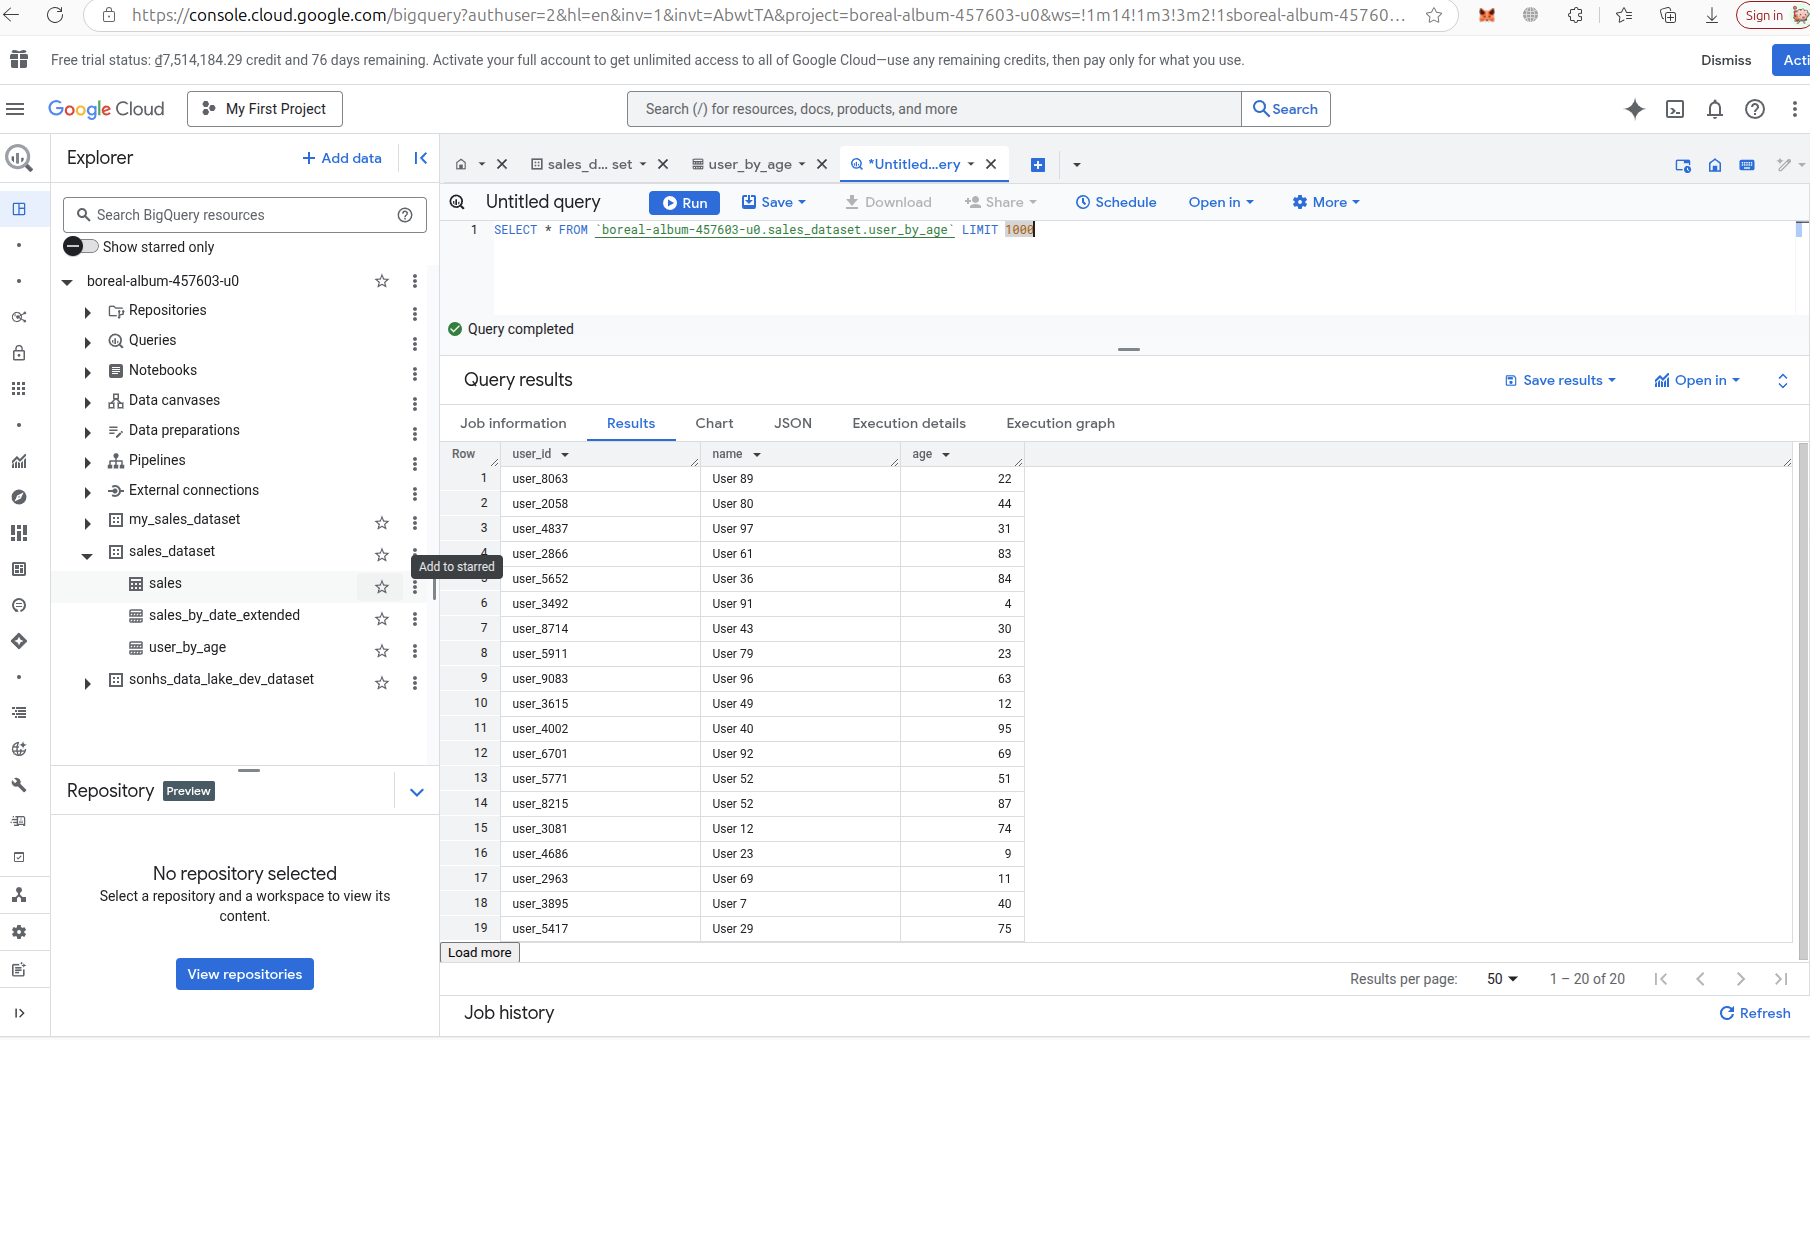 https://console.cloud.google.com/bigquery?authuser=2&hl=en&inv=1&invt=AbwtTA&project=boreal-album-457603-u0&ws=!1m14!1m3!3m2!1sboreal-album-45760...
Sign in
Free trial status: ₫7,514,184.29 credit and 76 days remaining. Activate your full account to get unlimited access to all of Google Cloud—use any remaining credits, then pay only for what you use.
Dismiss
Acti
Google Cloud
My First Project
Search (/) for resources, docs, products, and more
Search
Explorer
+ Add data
Search BigQuery resources
Show starred only
boreal-album-457603-u0
Repositories
Queries
Notebooks
Data canvases
Data preparations
Pipelines
External connections
my_sales_dataset
sales_dataset
Add to starred
sales
sales_by_date_extended
user_by_age
sonhs_data_lake_dev_dataset
Repository Preview
No repository selected
Select a repository and a workspace to view its
content.
View repositories
sales_d... set
user_by_age
*Untitled...ery
Untitled query
Run
Save
Download
Share
Schedule
Open in
More
1 SELECT * FROM `boreal-album-457603-u0.sales_dataset.user_by_age` LIMIT 1000
Query completed
Query results
Save results
Open in
Job information
Results
Chart
JSON
Execution details
Execution graph
Row user_id name age
1 user_8063 User 89 22
2 user_2058 User 80 44
3 user_4837 User 97 31
4 user_2866 User 61 83
user_5652 User 36 84
6 user_3492 User 91 4
7 user_8714 User 43 30
8 user_5911 User 79 23
9 user_9083 User 96 63
10 user_3615 User 49 12
11 user_4002 User 40 95
12 user_6701 User 92 69
13 user_5771 User 52 51
14 user_8215 User 52 87
15 user_3081 User 12 74
16 user_4686 User 23 9
17 user_2963 User 69 11
18 user_3895 User 7 40
19 user_5417 User 29 75
Load more
Results per page: 50 1 – 20 of 20
Job history
Refresh